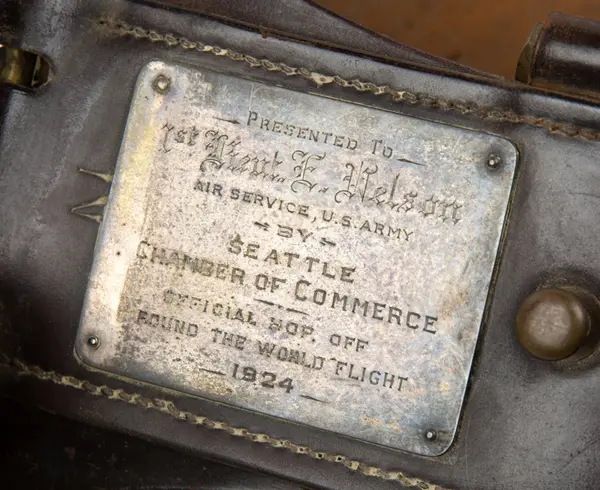 PRESENTED TO
1st Lieut. E. Nelson
AIR SERVICE, U.S. ARMY
BY
SEATTLE
CHAMBER OF COMMERCE
OFFICIAL HOP. OFF
ROUND THE WORLD FLIGHT
1924